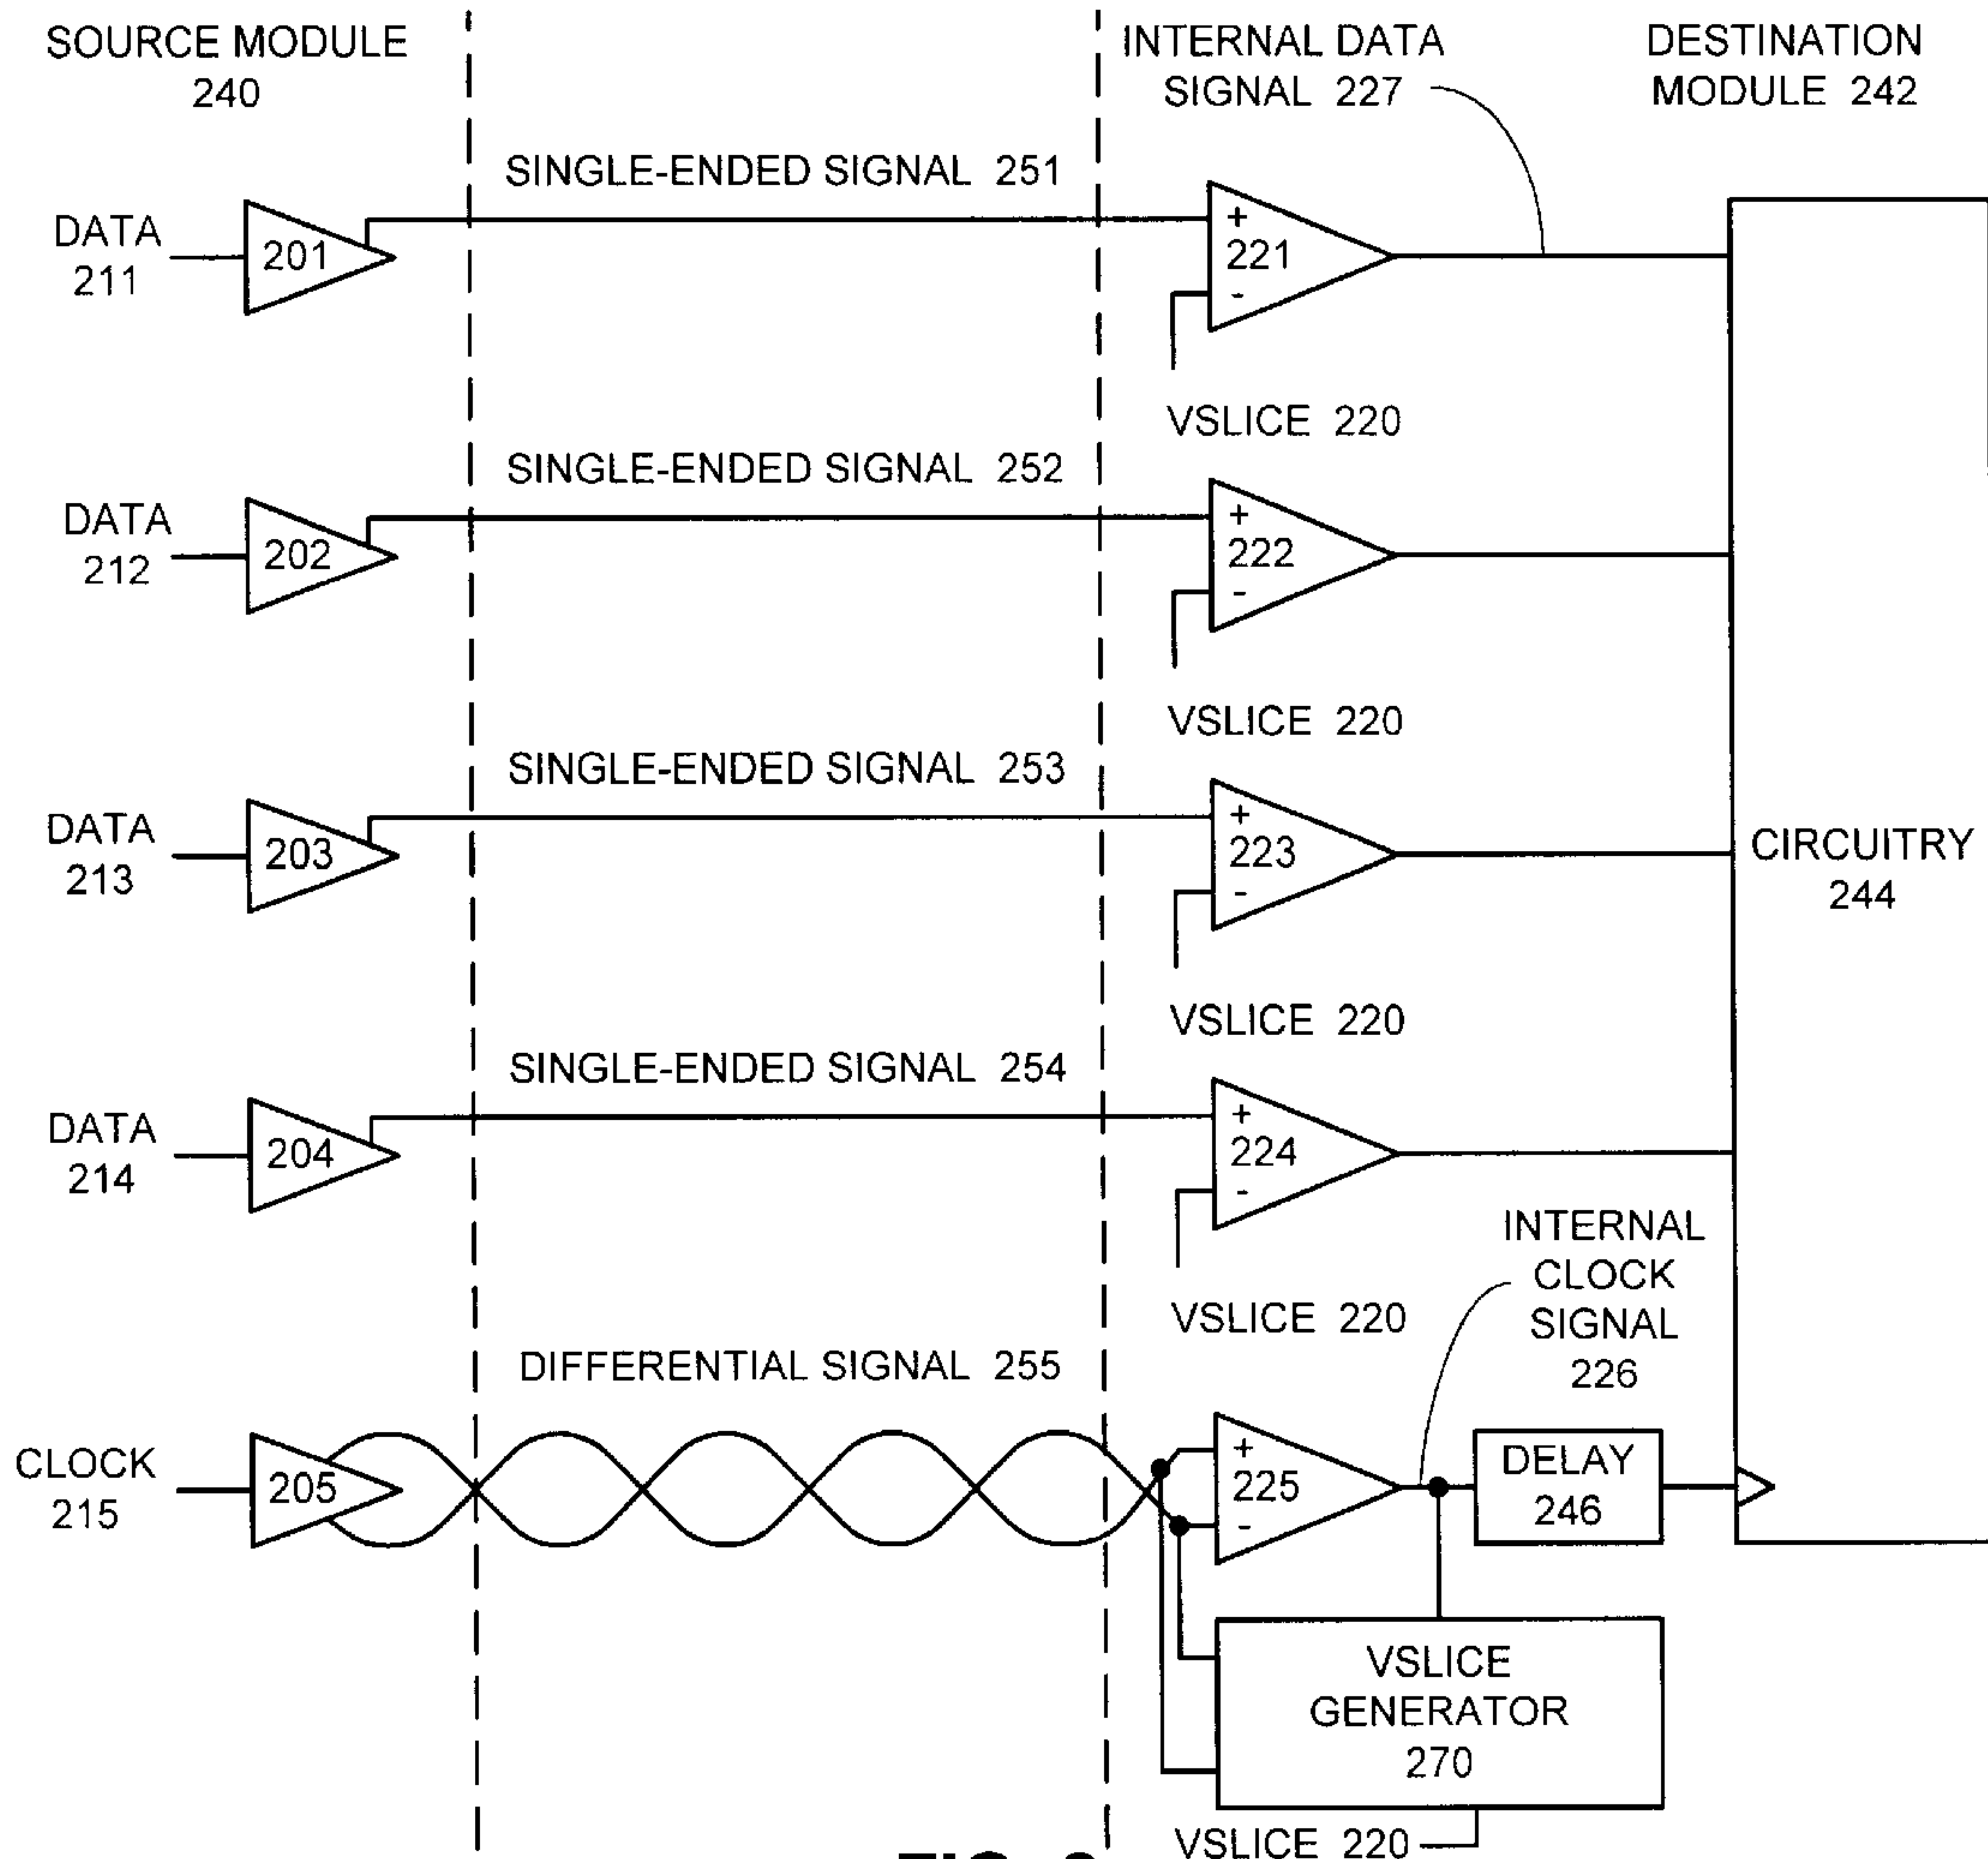 SOURCE MODULE
240
INTERNAL DATA
SIGNAL 227
DESTINATION
MODULE 242
SINGLE-ENDED SIGNAL 251
DATA
211
201
+
221
-
VSLICE 220
SINGLE-ENDED SIGNAL 252
DATA
212
202
+
222
-
VSLICE 220
SINGLE-ENDED SIGNAL 253
DATA
213
203
+
223
-
CIRCUITRY
244
VSLICE 220
SINGLE-ENDED SIGNAL 254
DATA
214
204
+
224
-
VSLICE 220
INTERNAL
CLOCK
SIGNAL
226
DIFFERENTIAL SIGNAL 255
CLOCK
215
205
+
225
-
DELAY
246
VSLICE
GENERATOR
270
VSLICE 220